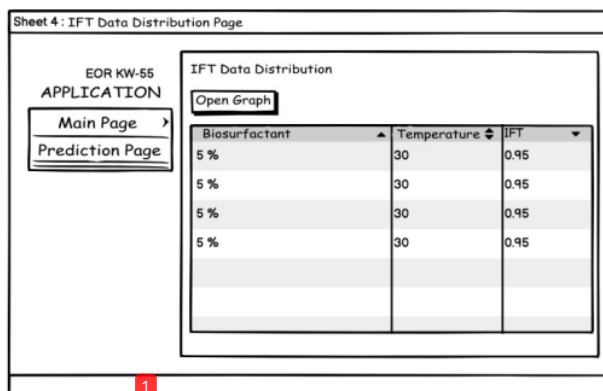 Sheet 4 : IFT Data Distribution Page
EOR KW-55
APPLICATION
Main Page
Prediction Page
IFT Data Distribution
Open Graph
Biosurfactant Temperature IFT
5 % 30 0.95
5 % 30 0.95
5 % 30 0.95
5 % 30 0.95
1